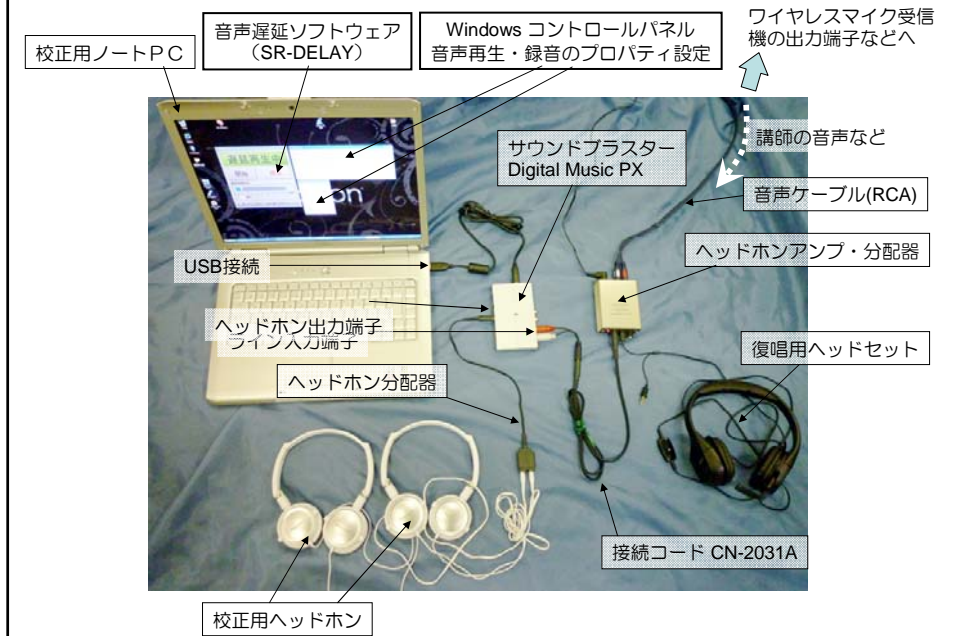 ワイヤレスマイク受信
機の出力端子などへ
校正用ノートＰＣ
音声遅延ソフトウェア
（SR-DELAY）
Windows コントロールパネル
音声再生・録音のプロパティ設定
講師の音声など
サウンドブラスター
Digital Music PX
音声ケーブル(RCA)
遅延再生中
on
ヘッドホンアンプ・分配器
USB接続
ヘッドホン出力端子
ライン入力端子
復唱用ヘッドセット
ヘッドホン分配器
接続コード CN-2031A
校正用ヘッドホン